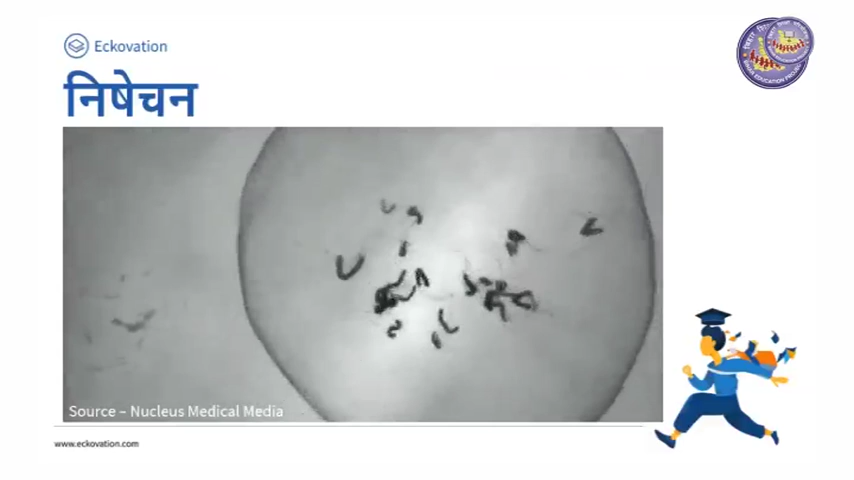 Eckovation
निषेचन
Source – Nucleus Medical Media
www.eckovation.com